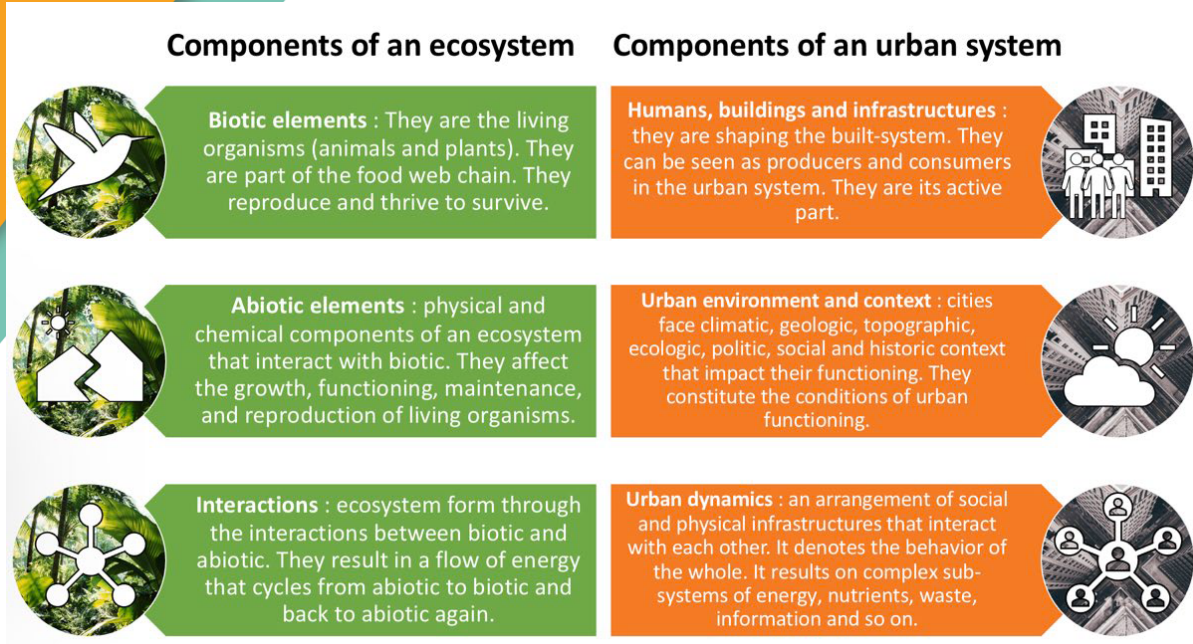 Components of an ecosystem
Biotic elements : They are the living
organisms (animals and plants). They
are part of the food web chain. They
reproduce and thrive to survive.
Abiotic elements : physical and
chemical components of an ecosystem
that interact with biotic. They affect
the growth, functioning, maintenance,
and reproduction of living organisms.
Interactions : ecosystem form through
the interactions between biotic and
abiotic. They result in a flow of energy
that cycles from abiotic to biotic and
back to abiotic again.
Components of an urban system
Humans, buildings and infrastructures :
they are shaping the built-system. They
can be seen as producers and consumers
in the urban system. They are its active
part.
Urban environment and context : cities
face climatic, geologic, topographic,
ecologic, politic, social and historic context
that impact their functioning. They
constitute the conditions of urban
functioning.
Urban dynamics : an arrangement of social
and physical infrastructures that interact
with each other. It denotes the behavior of
the whole. It results on complex sub-
systems of energy, nutrients, waste,
information and so on.